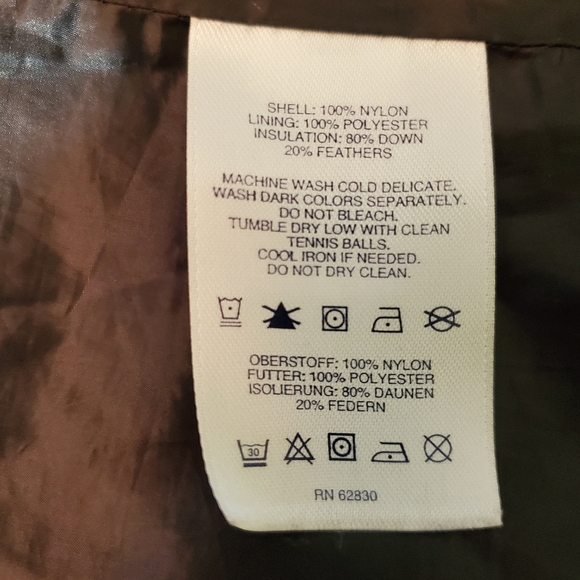 SHELL: 100% NYLON
LINING: 100% POLYESTER
INSULATION: 80% DOWN
20% FEATHERS
MACHINE WASH COLD DELICATE.
WASH DARK COLORS SEPARATELY.
DO NOT BLEACH.
TUMBLE DRY LOW WITH CLEAN
TENNIS BALLS.
COOL IRON IF NEEDED.
DO NOT DRY CLEAN.
OBERSTOFF: 100% NYLON
FUTTER: 100% POLYESTER
ISOLIERUNG: 80% DAUNEN
20% FEDERN
30
RN 62830